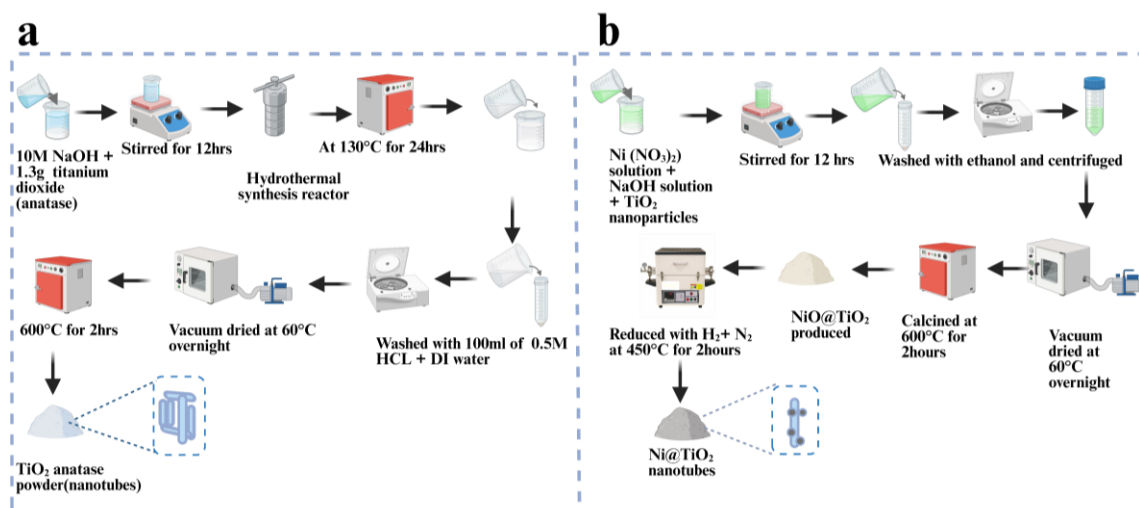 a
10M NaOH +
1.3g titanium
dioxide
(anatase)
Stirred for 12hrs
Hydrothermal
synthesis reactor
At 130°C for 24hrs
600°C for 2hrs
Vacuum dried at 60°C
overnight
Washed with 100ml of 0.5M
HCL + DI water
TiO₂ anatase
powder(nanotubes)
b
Ni (NO₃)₂)
solution +
NaOH solution
+ TiO₂
nanoparticles
Stirred for 12 hrs
Washed with ethanol and centrifuged
Reduced with H₂+ N₂
at 450°C for 2hours
NiO@TiO₂
produced
Calcined at
600°C for
2hours
Vacuum
dried at
60°C
overnight
Ni@TiO₂
nanotubes